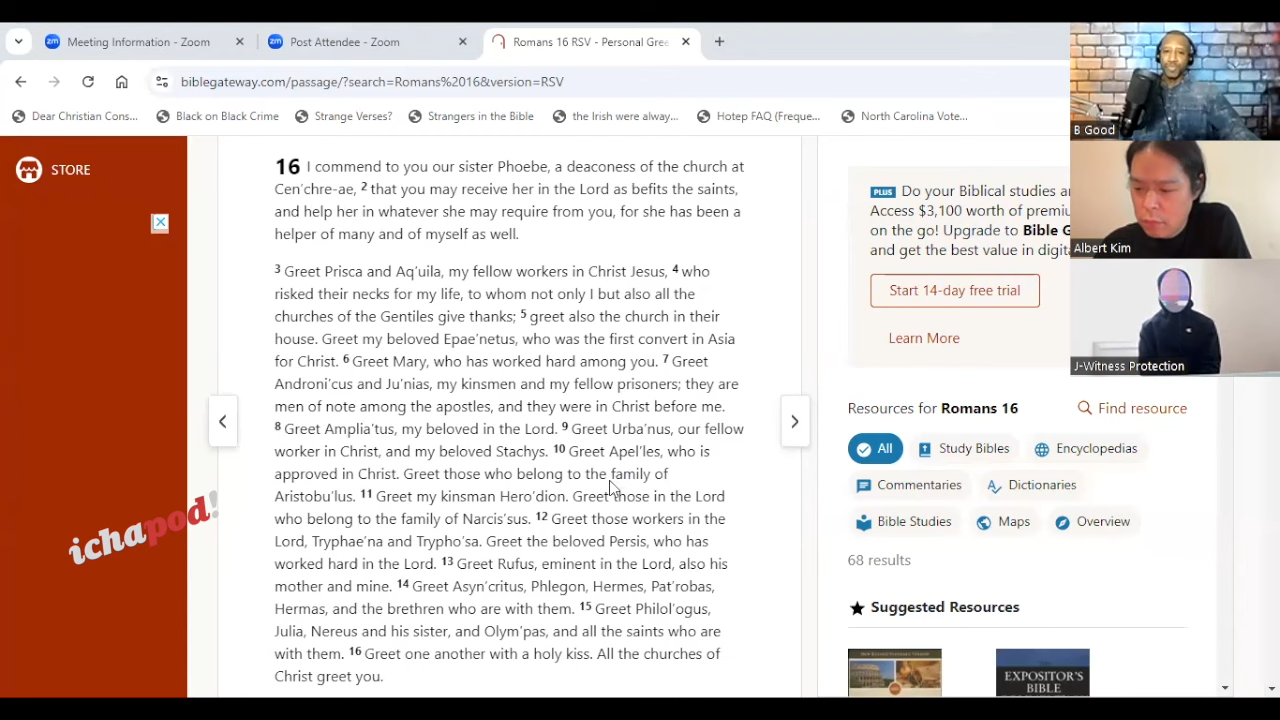 Meeting Information - Zoom
Post Attendee - Zoom
Romans 16 RSV - Personal Gre
biblegateway.com/passage/?search=Romans%2016&version=RSV
Dear Christian Cons...
Black on Black Crime
Strange Verses?
Strangers in the Bible
the Irish were alway...
Hotep FAQ (Freque...
North Carolina Vote...
STORE
ichapod!
16 I commend to you our sister Phoebe, a deaconess of the church at
Cen′chre-ae, 2 that you may receive her in the Lord as befits the saints,
and help her in whatever she may require from you, for she has been a
helper of many and of myself as well.
3 Greet Prisca and Aq′uila, my fellow workers in Christ Jesus, 4 who
risked their necks for my life, to whom not only I but also all the
churches of the Gentiles give thanks; 5 greet also the church in their
house. Greet my beloved Epae′netus, who was the first convert in Asia
for Christ. 6 Greet Mary, who has worked hard among you. 7 Greet
Androni′cus and Ju′nias, my kinsmen and my fellow prisoners; they are
men of note among the apostles, and they were in Christ before me.
8 Greet Amplia′tus, my beloved in the Lord. 9 Greet Urba′nus, our fellow
worker in Christ, and my beloved Stachys. 10 Greet Apel′les, who is
approved in Christ. Greet those who belong to the family of
Aristobu′lus. 11 Greet my kinsman Hero′dion. Greet those in the Lord
who belong to the family of Narcis′sus. 12 Greet those workers in the
Lord, Tryphae′na and Trypho′sa. Greet the beloved Persis, who has
worked hard in the Lord. 13 Greet Rufus, eminent in the Lord, also his
mother and mine. 14 Greet Asyn′critus, Phlegon, Hermes, Pat′robas,
Hermas, and the brethren who are with them. 15 Greet Philol′ogus,
Julia, Nereus and his sister, and Olym′pas, and all the saints who are
with them. 16 Greet one another with a holy kiss. All the churches of
Christ greet you.
PLUS Do your Biblical studies
Access $3,100 worth of
on the go! Upgrade to Bible G
and get the best value in
Start 14-day free trial
Learn More
Resources for Romans 16
Find resource
All
Study Bibles
Encyclopedias
Commentaries
Dictionaries
Bible Studies
Maps
Overview
68 results
Suggested Resources
EXPOSITOR'S
BIBLE
B Good
Albert Kim
J-Witness Protection